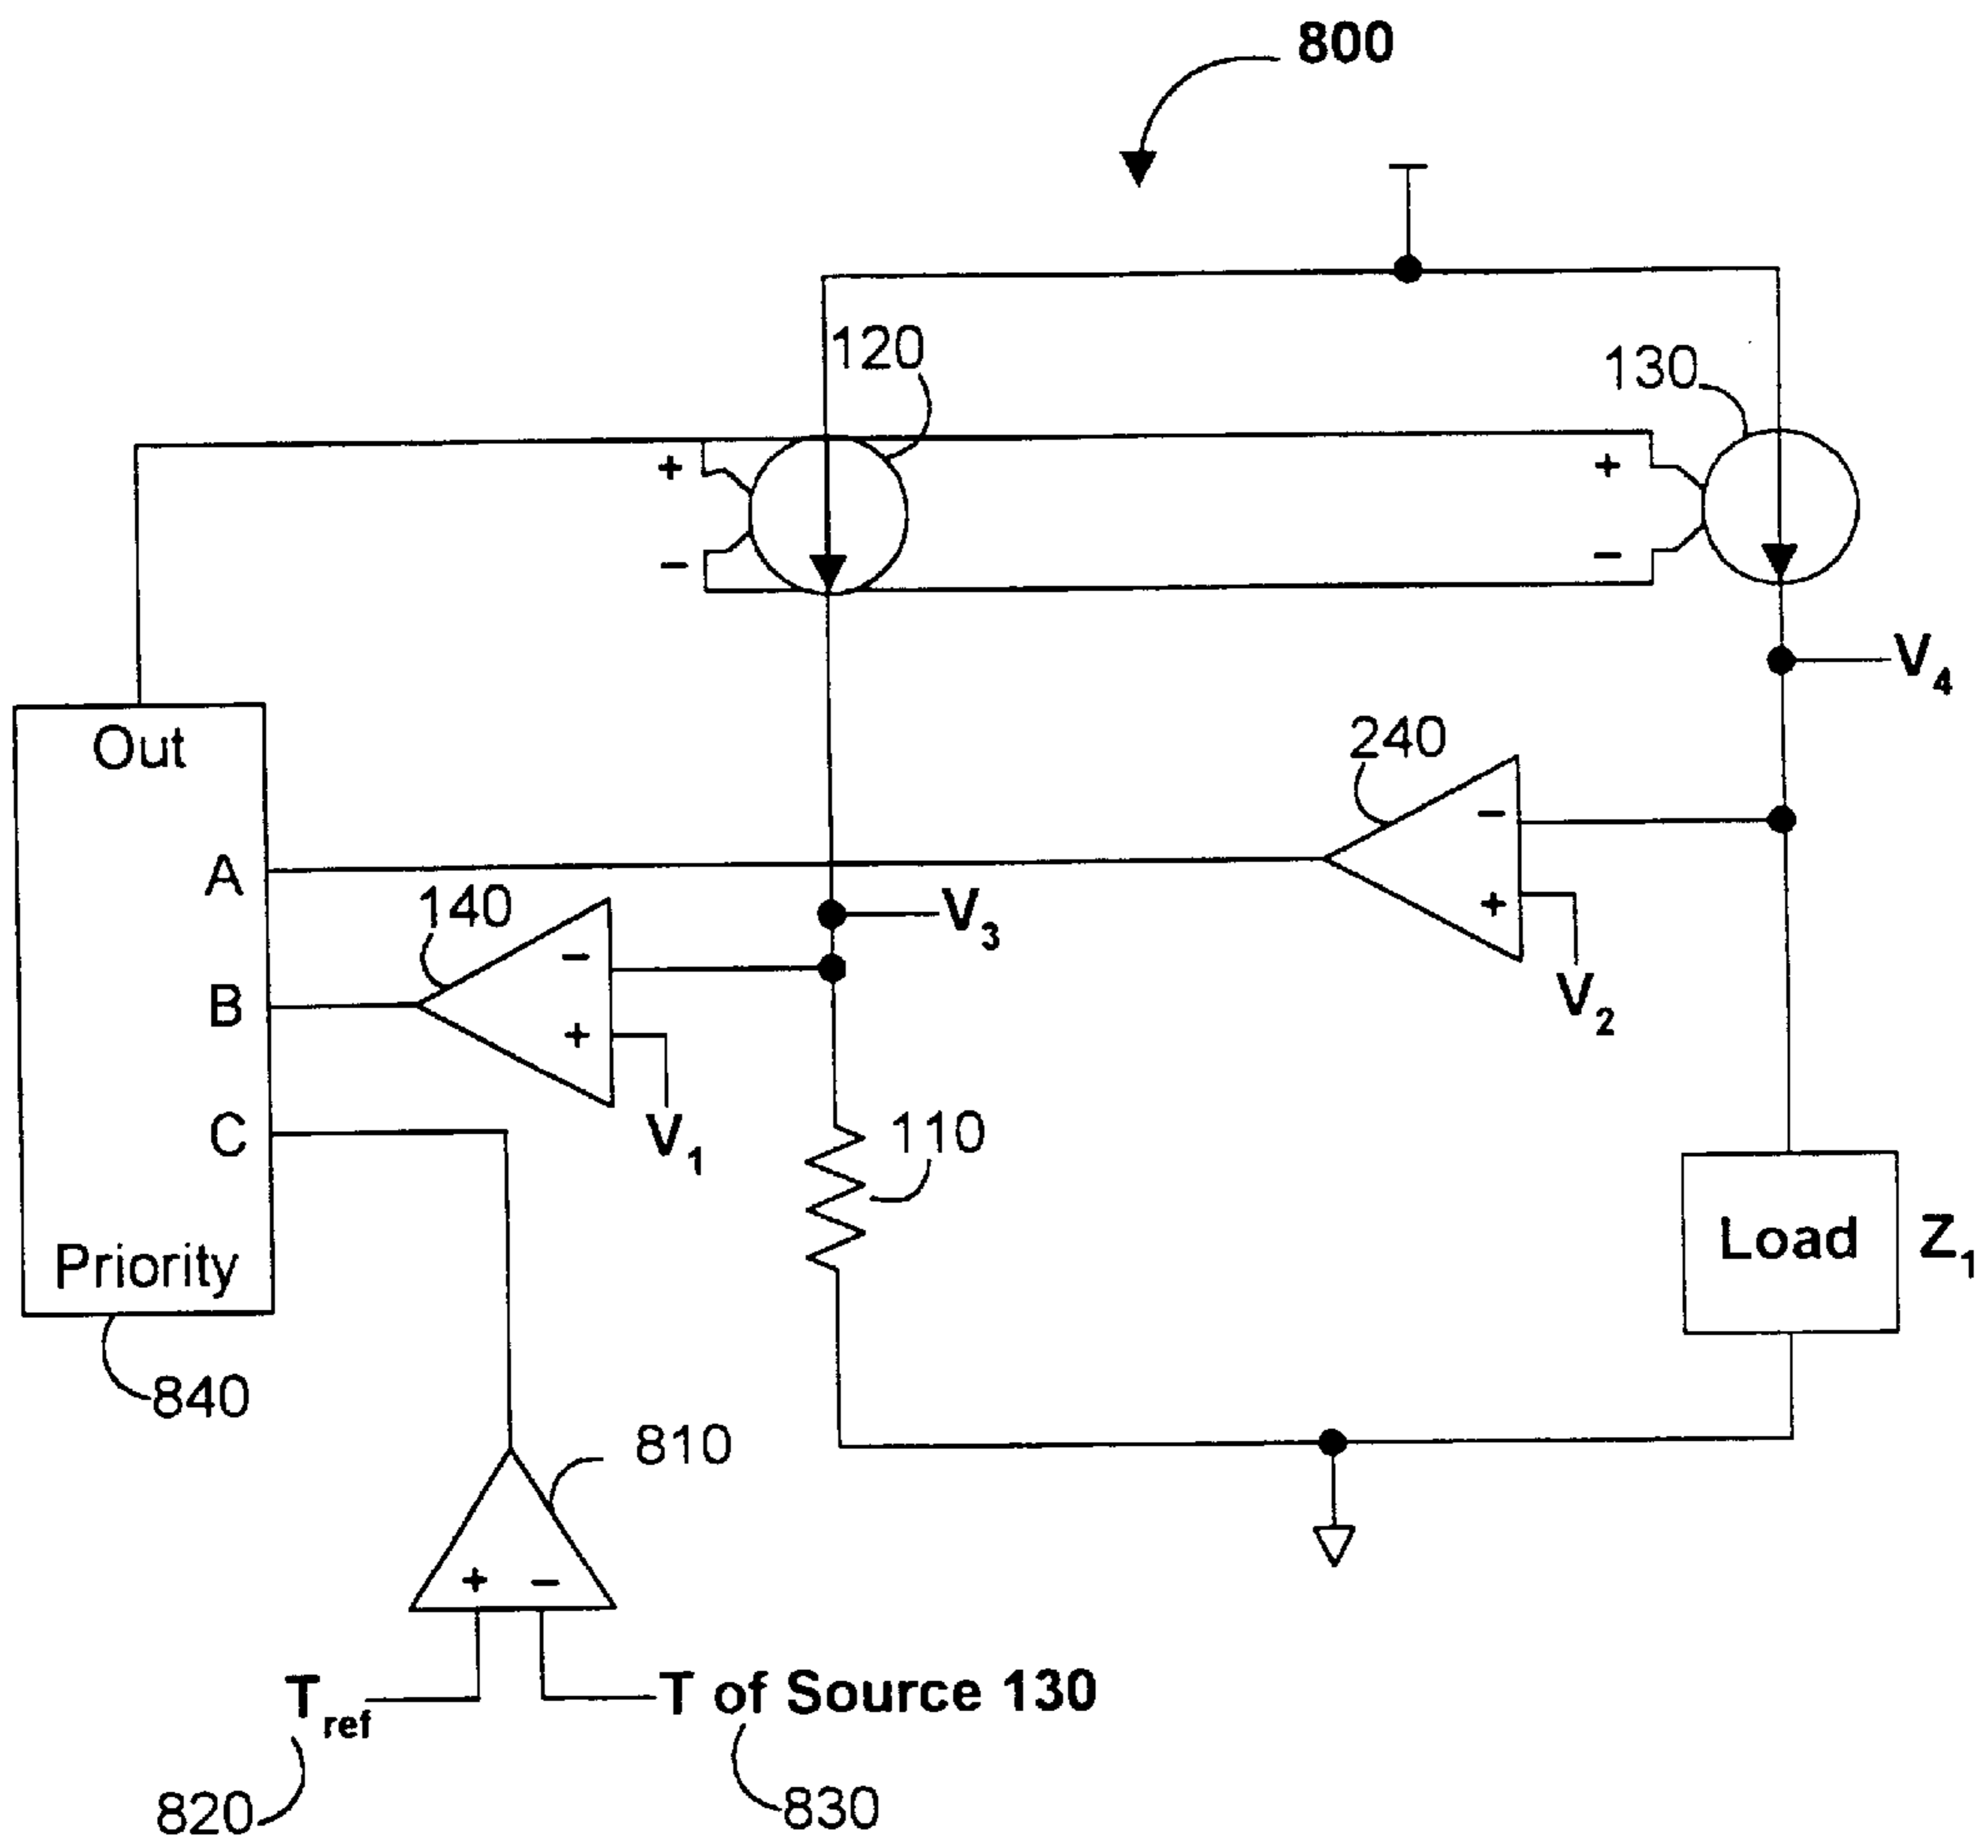 800
120
130
+
−
+
−
V4
Out
240
−
+
A
140
V3
−
+
V2
B
V1
C
110
Load
Z1
Priority
840
810
+ −
Tref
T of Source 130
820
830